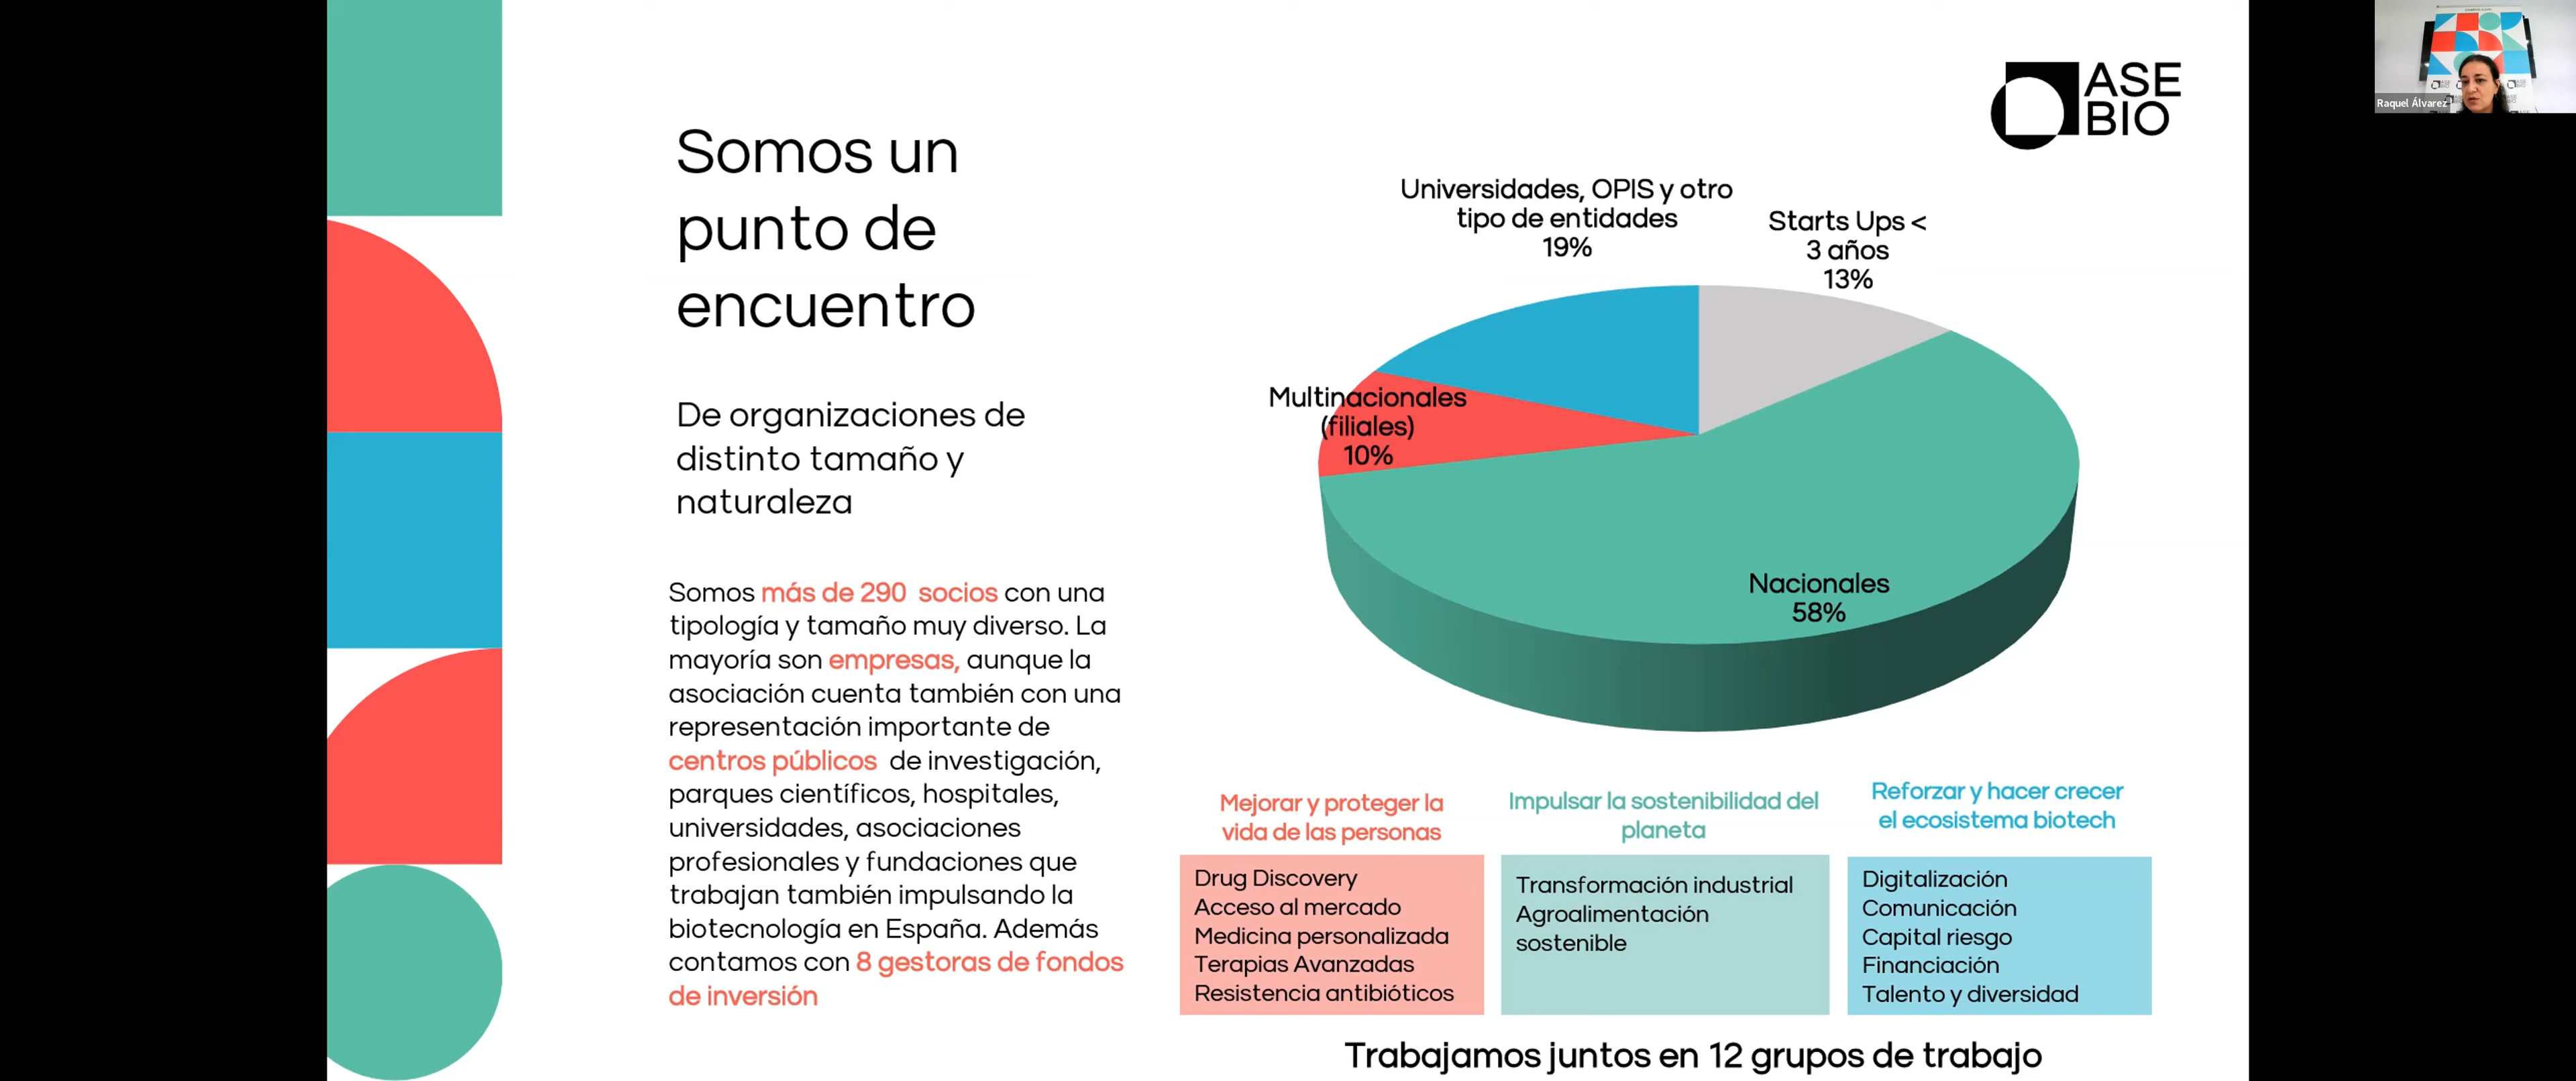 Somos un
punto de
encuentro
De organizaciones de
distinto tamaño y
naturaleza
Somos más de 290 socios con una
tipología y tamaño muy diverso. La
mayoría son empresas, aunque la
asociación cuenta también con una
representación importante de
centros públicos de investigación,
parques científicos, hospitales,
universidades, asociaciones
profesionales y fundaciones que
trabajan también impulsando la
biotecnología en España. Además
contamos con 8 gestoras de fondos
de inversión
ASE
BIO
Universidades, OPIS y otro
tipo de entidades
19%
Starts Ups <
3 años
13%
Multinacionales
(filiales)
10%
Nacionales
58%
Mejorar y proteger la
vida de las personas
Drug Discovery
Acceso al mercado
Medicina personalizada
Terapias Avanzadas
Resistencia antibióticos
Impulsar la sostenibilidad del
planeta
Transformación industrial
Agroalimentación
sostenible
Reforzar y hacer crecer
el ecosistema biotech
Digitalización
Comunicación
Capital riesgo
Financiación
Talento y diversidad
Trabajamos juntos en 12 grupos de trabajo
Raquel Álvarez